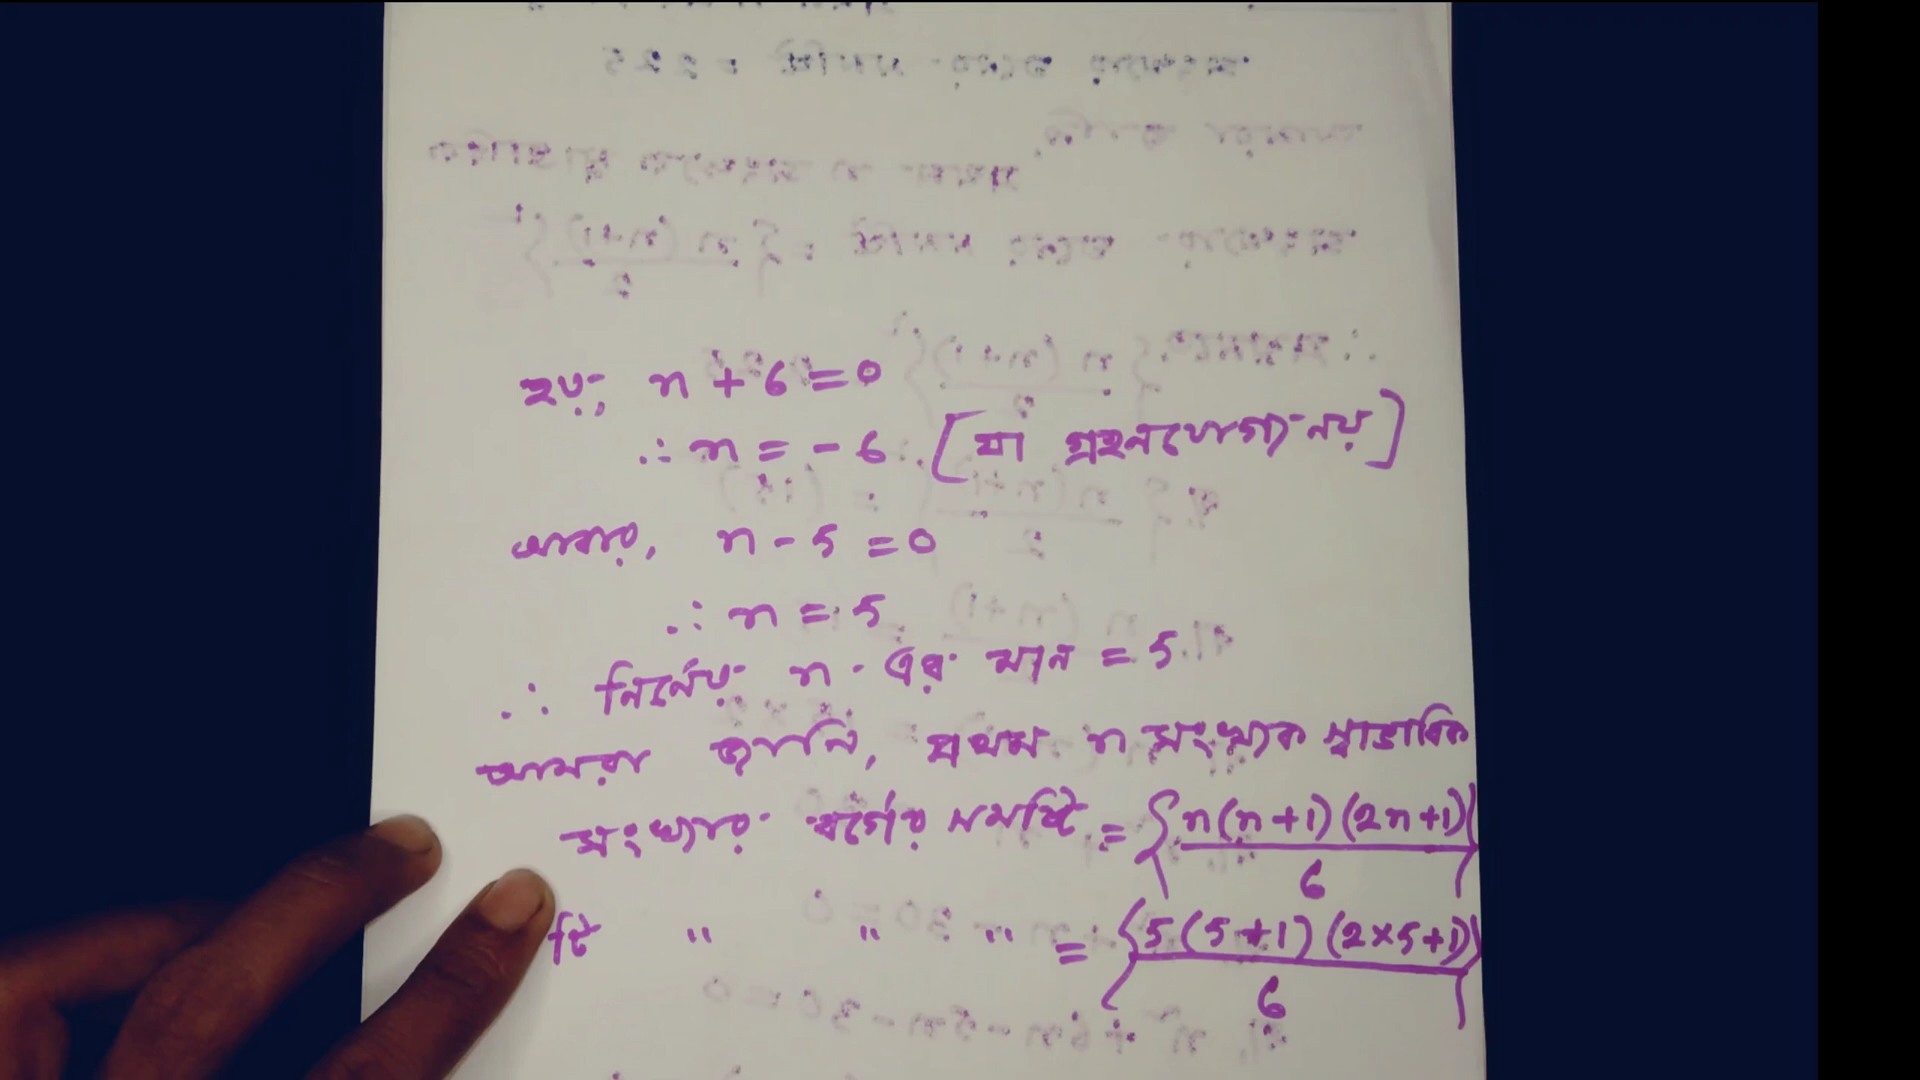 হয়, n + 6 = 0
∴ n = - 6 [যা গ্রহনযোগ্য নয়]
আবার, n - 5 = 0
∴ n = 5
∴ নির্নেয় n এর মান = 5
আমরা জানি, প্রথম n সংখ্যক স্বাভাবিক
সংখ্যার বর্গের সমষ্টি = {n(n+1)(2n+1)/6}
টি " " " = {5(5+1)(2×5+1)/6}